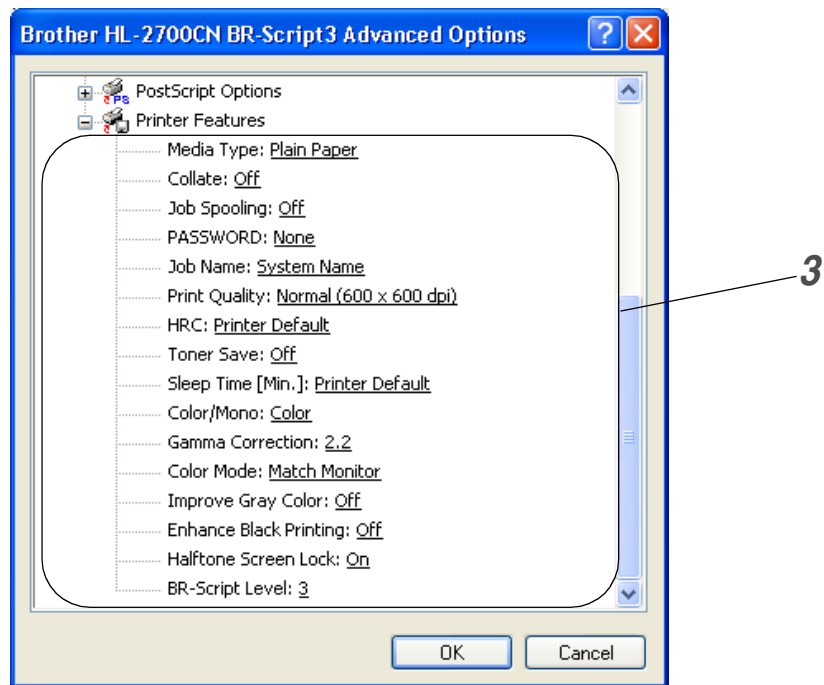 Brother HL-2700CN BR-Script3 Advanced Options
PostScript Options
Printer Features
Media Type: Plain Paper
Collate: Off
Job Spooling: Off
PASSWORD: None
Job Name: System Name
Print Quality: Normal (600 x 600 dpi)
HRC: Printer Default
Toner Save: Off
Sleep Time [Min.]: Printer Default
Color/Mono: Color
Gamma Correction: 2.2
Color Mode: Match Monitor
Improve Gray Color: Off
Enhance Black Printing: Off
Halftone Screen Lock: On
BR-Script Level: 3
3
OK Cancel